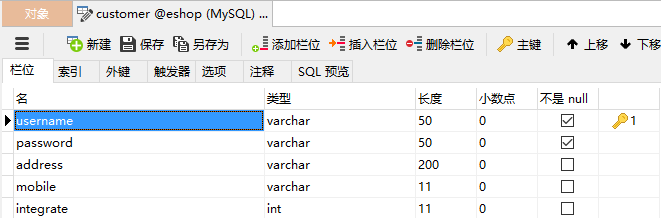 对象 customer @eshop (MySQL) ...
新建 保存 另存为 添加栏位 插入栏位 删除栏位 主键 上移 下移
栏位 索引 外键 触发器 选项 注释 SQL 预览
名 类型 长度 小数点 不是 null
username varchar 50 0 1
password varchar 50 0
address varchar 200 0
mobile varchar 11 0
integrate int 11 0